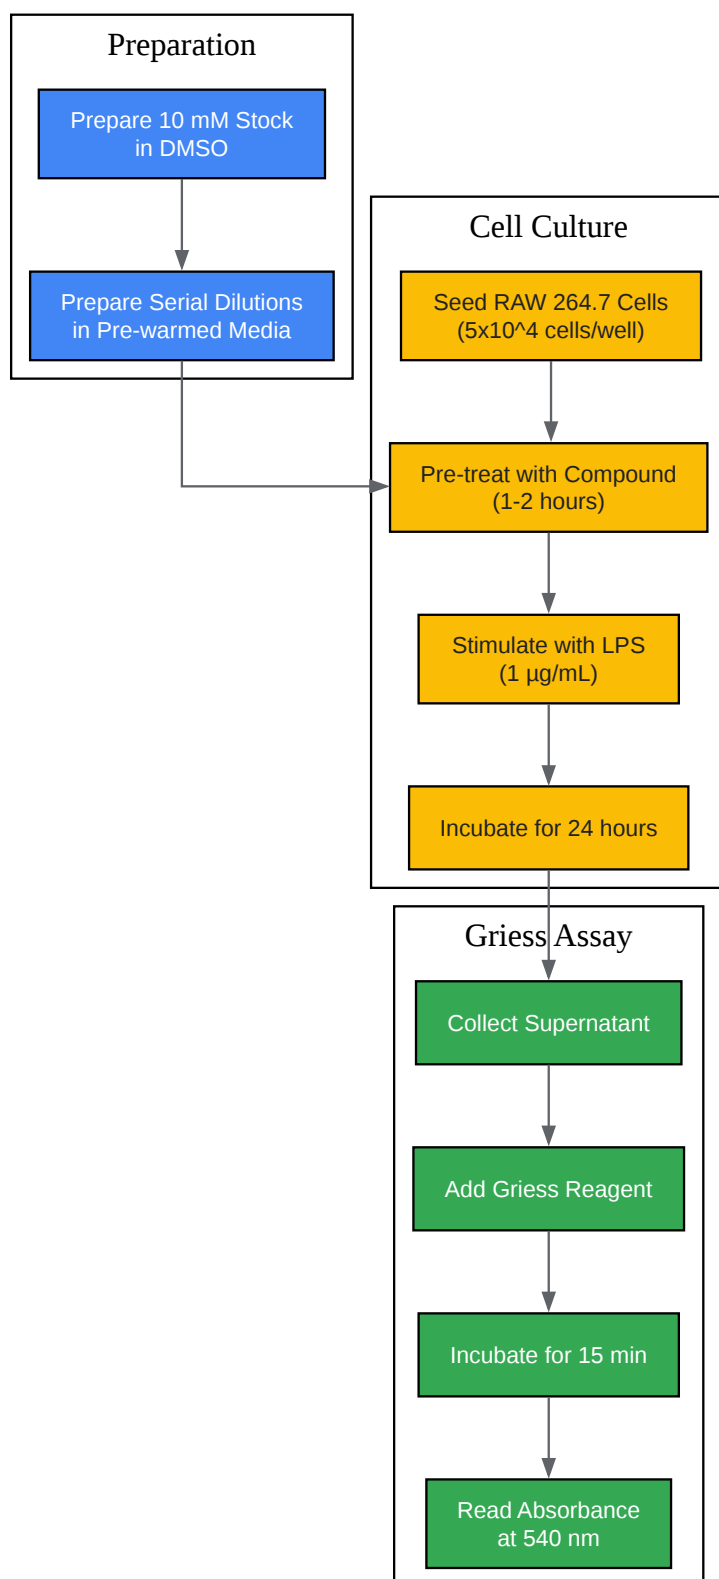 Preparation
Prepare 10 mM Stock
in DMSO
Prepare Serial Dilutions
in Pre-warmed Media
Cell Culture
Seed RAW 264.7 Cells
(5x10^4 cells/well)
Pre-treat with Compound
(1-2 hours)
Stimulate with LPS
(1 µg/mL)
Incubate for 24 hours
Griess Assay
Collect Supernatant
Add Griess Reagent
Incubate for 15 min
Read Absorbance
at 540 nm